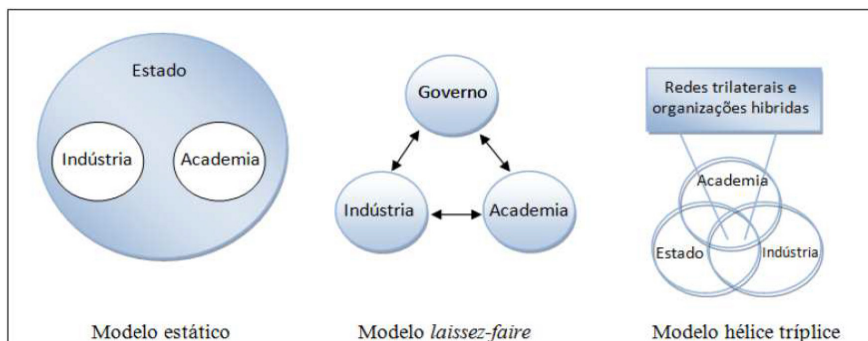 Estado
Indústria
Academia
Modelo estático
Governo
Indústria
Academia
Modelo laissez-faire
Redes trilaterais e
organizações hibridas
Academia
Estado
Indústria
Modelo hélice tríplice